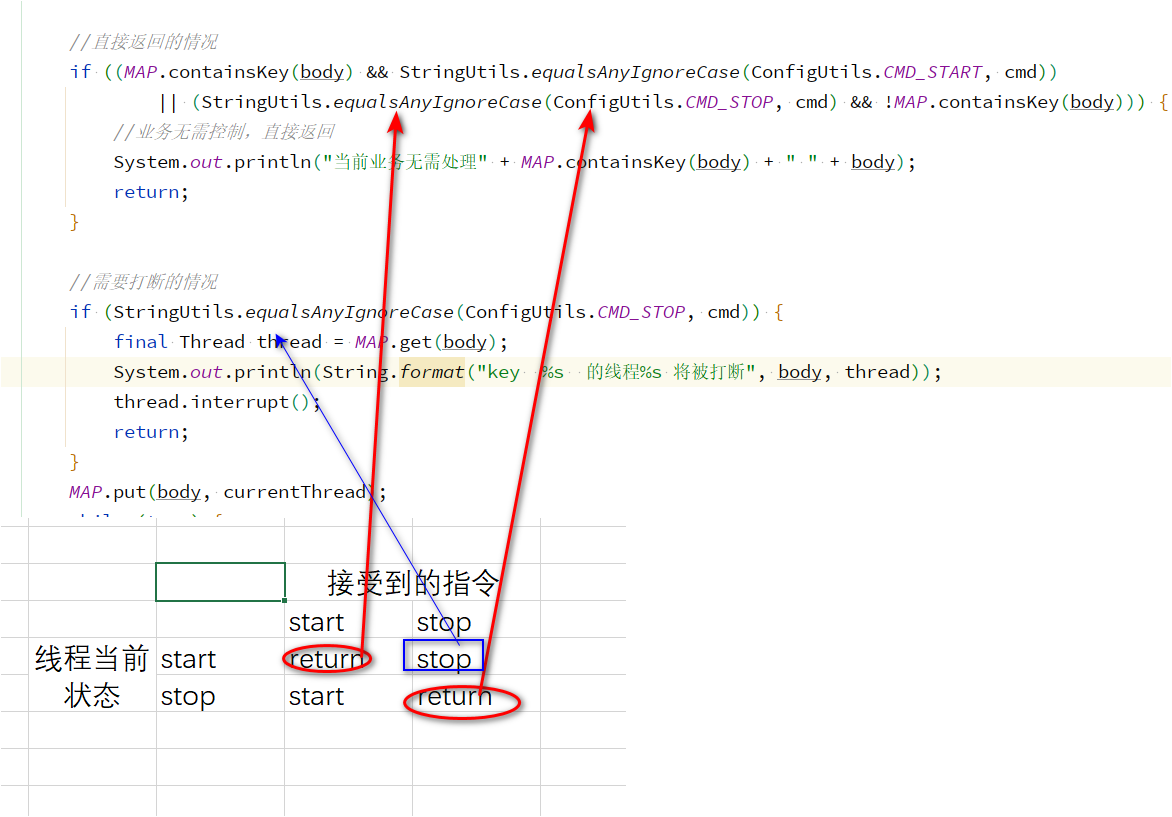 //直接返回的情况
if ((MAP.containsKey(body) && StringUtils.equalsAnyIgnoreCase(ConfigUtils.CMD_START, cmd))
|| (StringUtils.equalsAnyIgnoreCase(ConfigUtils.CMD_STOP, cmd) && !MAP.containsKey(body))) {
//业务无需控制，直接返回
System.out.println("当前业务无需处理" + MAP.containsKey(body) + " " + body);
return;
}
//需要打断的情况
if (StringUtils.equalsAnyIgnoreCase(ConfigUtils.CMD_STOP, cmd)) {
final Thread thread = MAP.get(body);
System.out.println(String.format("key  %s  的线程%s 将被打断", body, thread));
thread.interrupt();
return;
}
MAP.put(body, currentThread);
接受到的指令
start stop
线程当前状态 start return stop
stop start return